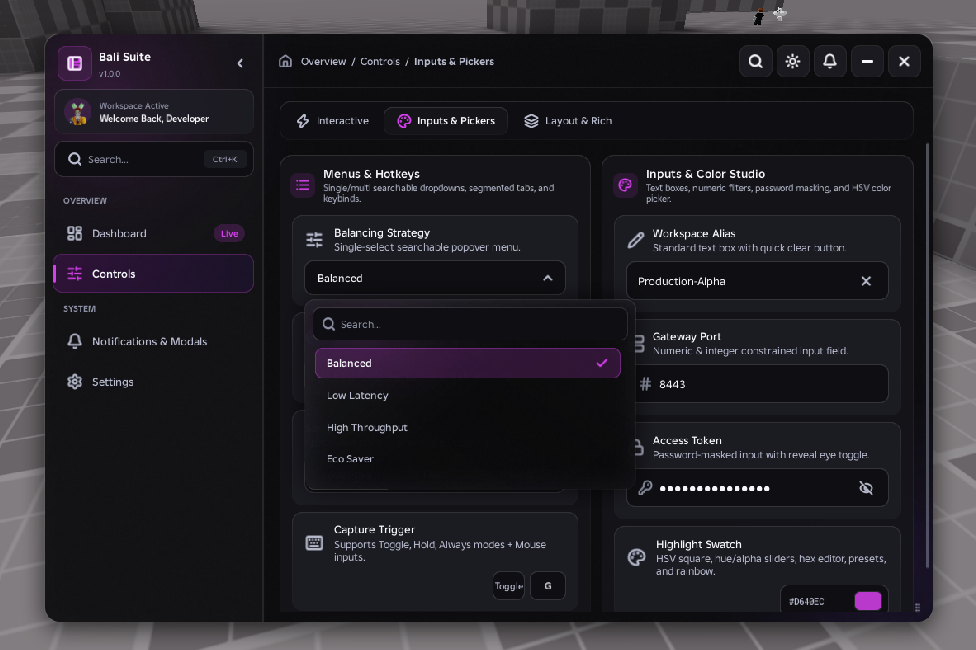 Bali Suite
v1.0.0
Workspace Active
Welcome Back, Developer
Search...
Ctrl+K
OVERVIEW
Dashboard
Live
Controls
SYSTEM
Notifications & Modals
Settings
Overview / Controls / Inputs & Pickers
Interactive
Inputs & Pickers
Layout & Rich
Menus & Hotkeys
Single/multi searchable dropdowns, segmented tabs, and
keybinds.
Balancing Strategy
Single-select searchable popover menu.
Balanced
Search...
Balanced
Low Latency
High Throughput
Eco Saver
Capture Trigger
Supports Toggle, Hold, Always modes + Mouse
inputs.
Toggle
G
Inputs & Color Studio
Text boxes, numeric filters, password masking, and HSV color
picker.
Workspace Alias
Standard text box with quick clear button.
Production-Alpha
Gateway Port
Numeric & integer constrained input field.
# 8443
Access Token
Password-masked input with reveal eye toggle.
Highlight Swatch
HSV square, hue/alpha sliders, hex editor, presets,
and rainbow.
#D640ED